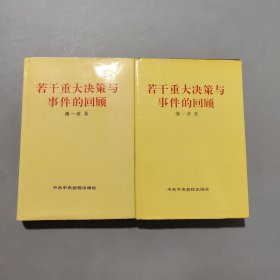 若干重大决策与
事件的回顾
薄一波 著
中共中央党校出版社
若干重大决策与
事件的回顾
薄一波 著
中共中央党校出版社